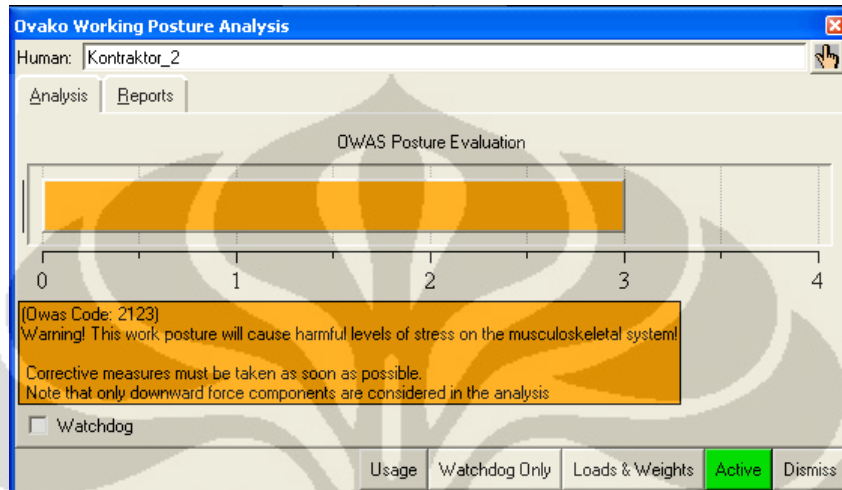 Ovako Working Posture Analysis
Human: Kontraktor_2
Analysis Reports
OWAS Posture Evaluation
0 1 2 3 4
(Owas Code: 2123)
Warning! This work posture will cause harmful levels of stress on the musculoskeletal system!
Corrective measures must be taken as soon as possible.
Note that only downward force components are considered in the analysis
Watchdog
Usage Watchdog Only Loads & Weights Active Dismiss